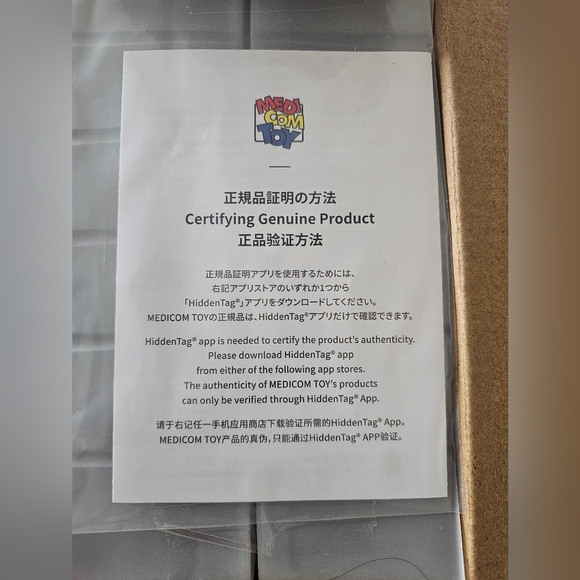 MEDI
COM
TOY
正規品証明の方法
Certifying Genuine Product
正品验证方法
正規品証明アプリを使用するためには、
右記アプリストアのいずれか1つから
「HiddenTag®」アプリをダウンロードしてください。
MEDICOM TOYの正規品は、HiddenTag®アプリだけで確認できます。
HiddenTag® app is needed to certify the product's authenticity.
Please download HiddenTag® app
from either of the following app stores.
The authenticity of MEDICOM TOY's products
can only be verified through HiddenTag® App.
请于右记任一手机应用商店下载验证所需的HiddenTag® App。
MEDICOM TOY产品的真伪，只能通过HiddenTag® APP验证。